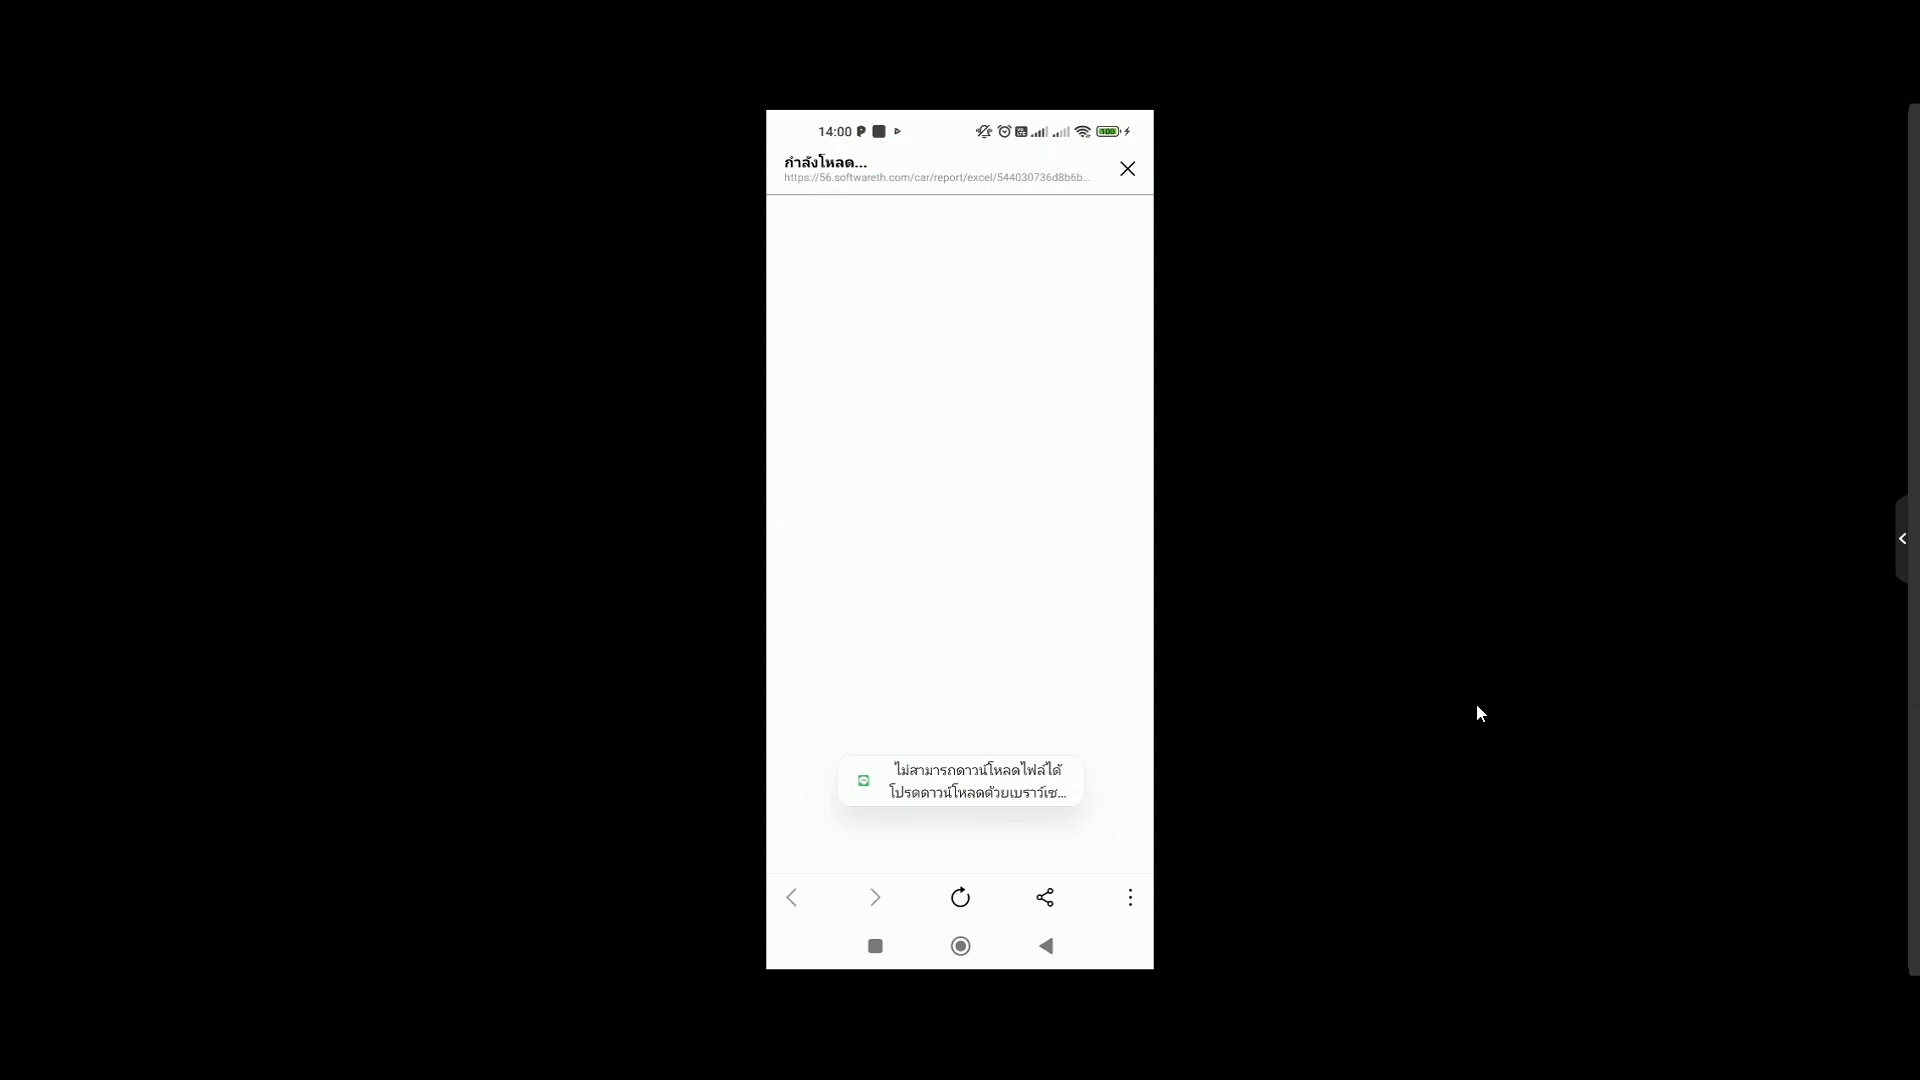 14:00
100
กำลังโหลด...
https://56.softwareth.com/car/report/excel/544030736d8b6b...
ไม่สามารถดาวน์โหลดไฟล์ได้
โปรดดาวน์โหลดด้วยเบราว์เซ...